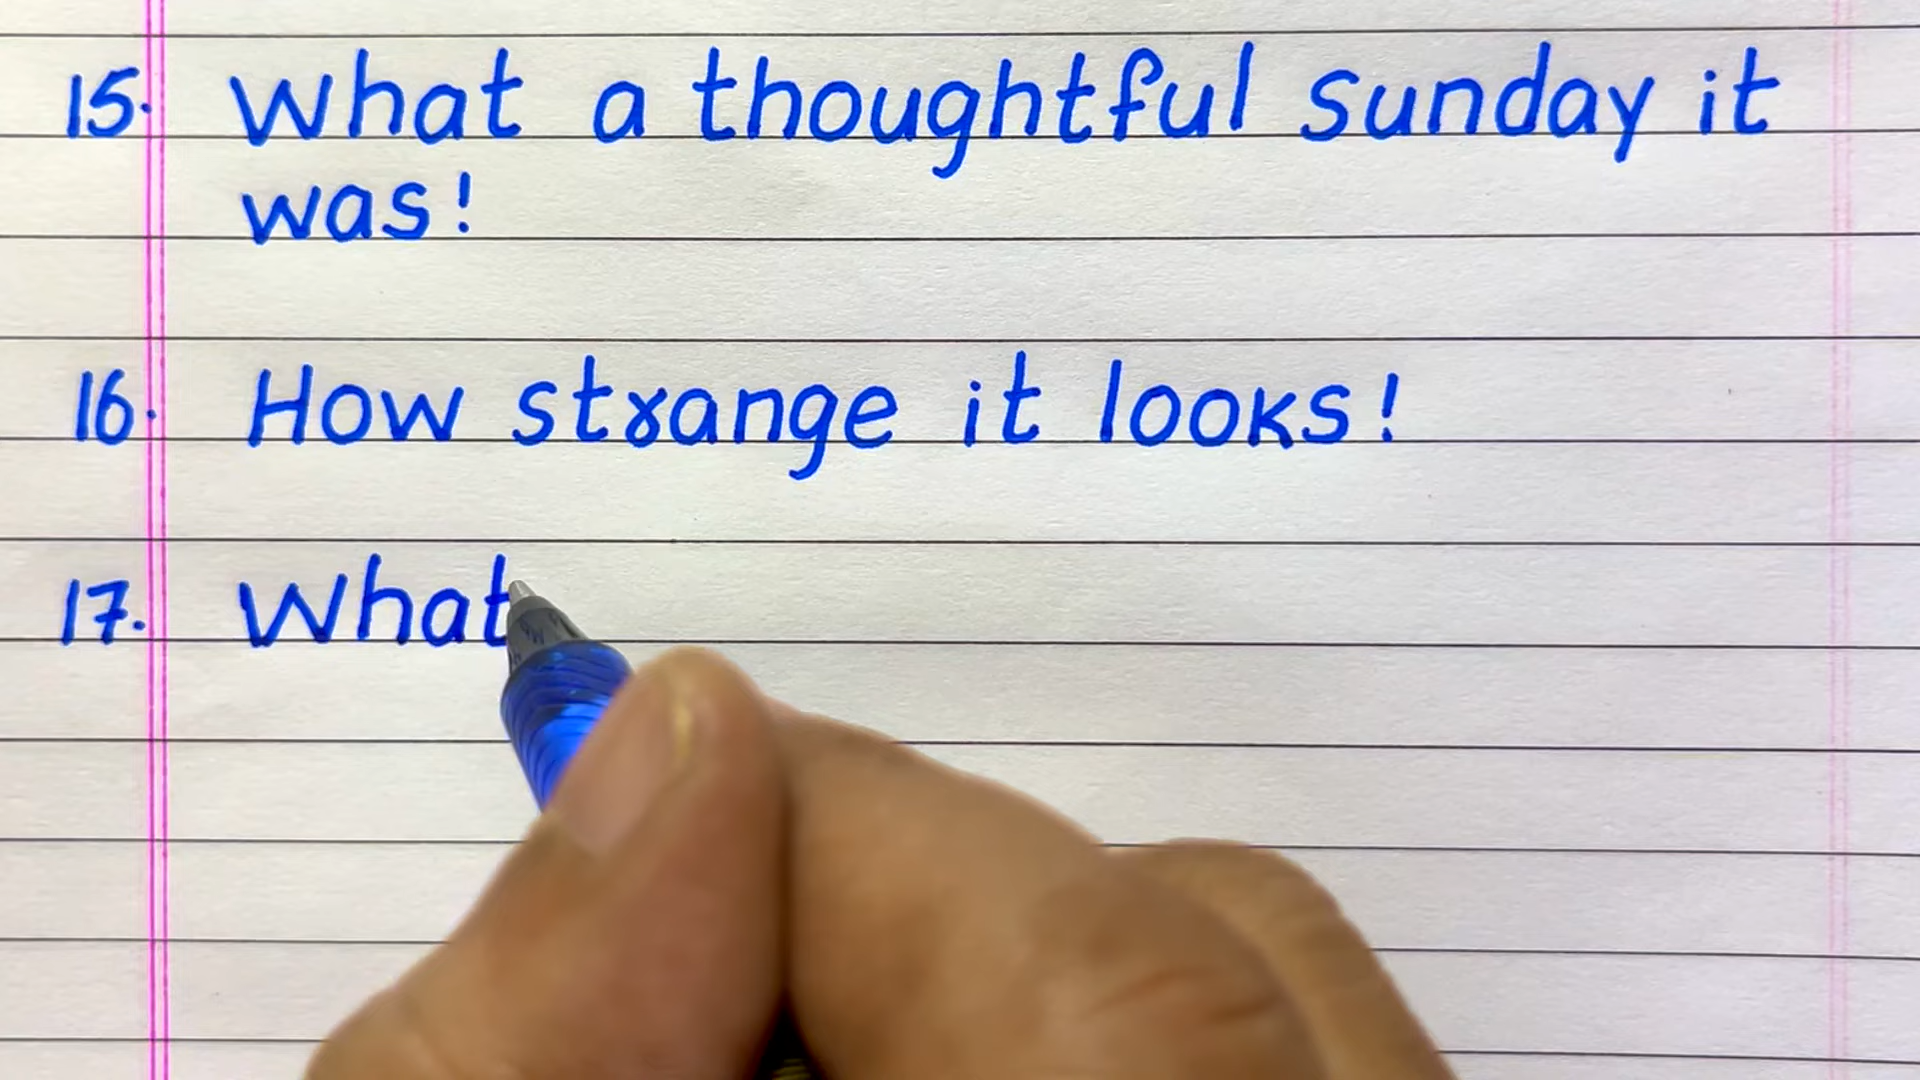 15. What a thoughtful sunday it
was!
16. How strange it looks!
17. What